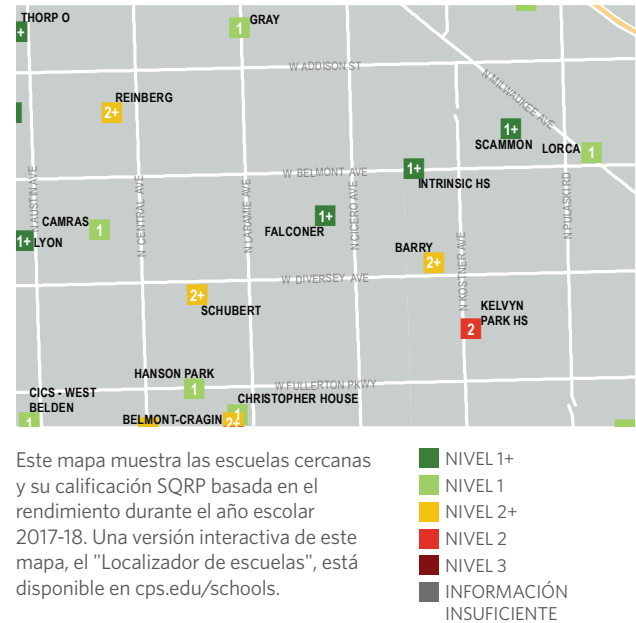 THORP O
+
1
GRAY
W ADDISON ST
N MILWAUKEE AVE
REINBERG
2+
1+
SCAMMON
LORCA
1
W BELMONT AVE
1+
INTRINSIC HS
N AUSTIN AVE
N CENTRAL AVE
N LARAMIE AVE
N CICERO AVE
N KOSTNER AVE
N PULASKI RD
CAMRAS
1
1+
LYON
FALCONER
1+
BARRY
2+
W DIVERSEY AVE
2+
SCHUBERT
KELVYN
PARK HS
2
HANSON PARK
1
W FULLERTON PKWY
CICS - WEST
BELDEN
1
CHRISTOPHER HOUSE
1
BELMONT-CRAGIN
2+
Este mapa muestra las escuelas cercanas
y su calificación SQRP basada en el
rendimiento durante el año escolar
2017-18. Una versión interactiva de este
mapa, el "Localizador de escuelas", está
disponible en cps.edu/schools.
NIVEL 1+
NIVEL 1
NIVEL 2+
NIVEL 2
NIVEL 3
INFORMACIÓN
INSUFICIENTE